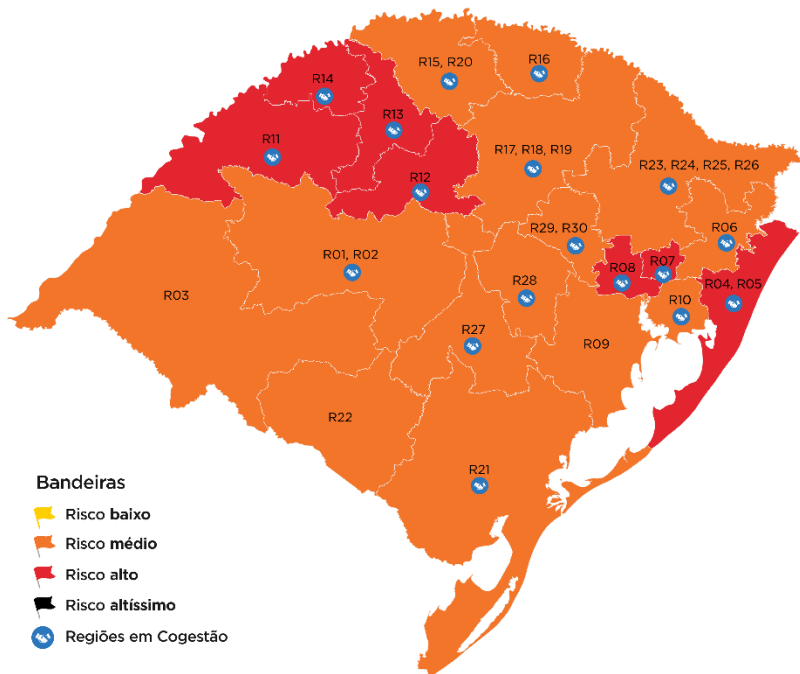 R15, R20
R16
R14
R13
R11
R17, R18, R19
R23, R24, R25, R26
R12
R29, R30
R06
R01, R02
R08
R07
R28
R04, R05
R03
R10
R27
R09
R22
R21
Bandeiras
Risco baixo
Risco médio
Risco alto
Risco altíssimo
Regiões em Cogestão